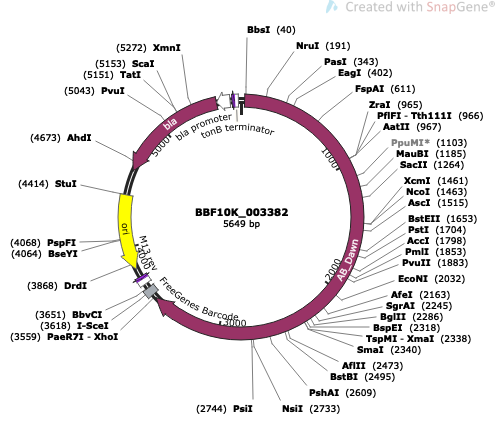 Created with SnapGene®
BbsI (40)
NruI (191)
PasI (343)
EagI (402)
FspAI (611)
ZraI (965)
PflFI - Tth111I (966)
AatII (967)
PpuMI* (1103)
MauBI (1185)
SacII (1264)
XcmI (1461)
NcoI (1463)
AscI (1515)
BstEII (1653)
PstI (1704)
AccI (1798)
PmlI (1853)
PvuII (1883)
EcoNI (2032)
AfeI (2163)
SgrAI (2245)
BglII (2286)
BspEI (2318)
TspMI - XmaI (2338)
SmaI (2340)
AflII (2473)
BstBI (2495)
PshAI (2609)
NsiI (2733)
(2744) PsiI
(3559) PaeR7I - XhoI
(3618) I-SceI
(3651) BbvCI
(3868) DrdI
(4064) BseYI
(4068) PspFI
(4414) StuI
(4673) AhdI
(5043) PvuI
(5151) TatI
(5153) ScaI
(5272) XmnI
bla
bla promoter
tonB terminator
1000
2000
3000
4000
5000
AB_Dawn
FreeGenes Barcode
M13 rev
ori
BBF10K_003382
5649 bp